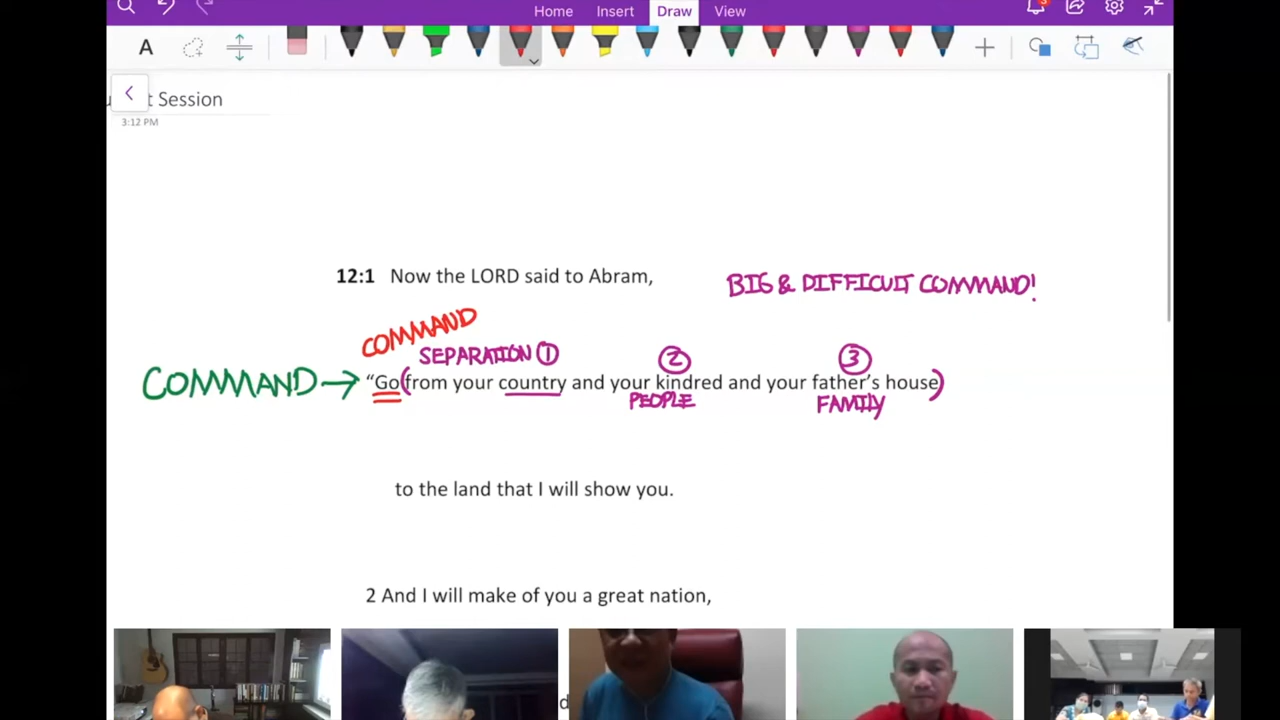 Home Insert Draw View
A
t Session
3:12 PM
12:1 Now the LORD said to Abram,
BIG & DIFFICULT COMMAND!
COMMAND
SEPARATION 1 2 3
COMMAND → "Go (from your country and your kindred and your father's house)
PEOPLE FAMILY
to the land that I will show you.
2 And I will make of you a great nation,